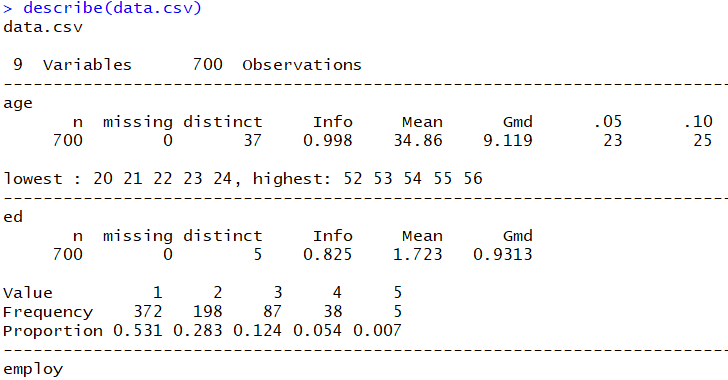 > describe(data.csv)
data.csv

 9  Variables      700  Observations
--------------------------------------------------------------------------------
age
       n  missing distinct     Info     Mean      Gmd      .05      .10
     700        0       37    0.998    34.86    9.119       23       25

lowest : 20 21 22 23 24, highest: 52 53 54 55 56
--------------------------------------------------------------------------------
ed
       n  missing distinct     Info     Mean      Gmd
     700        0        5    0.825    1.723   0.9313

Value          1     2     3     4     5
Frequency    372   198    87    38     5
Proportion 0.531 0.283 0.124 0.054 0.007
--------------------------------------------------------------------------------
employ